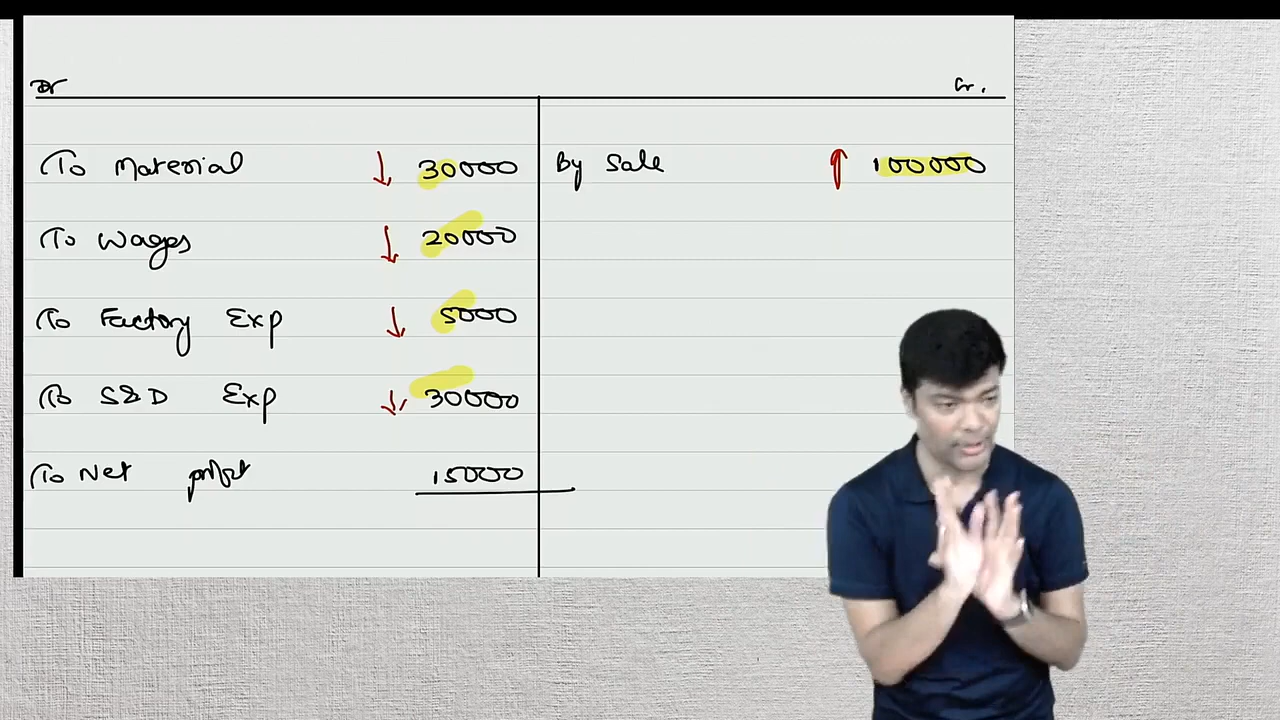 Dr Cr.
To Material 30000 By Sale 100000
To Wages 20000
To Factory Exp 5000
To S&D Exp 30000
To Net profit 15000